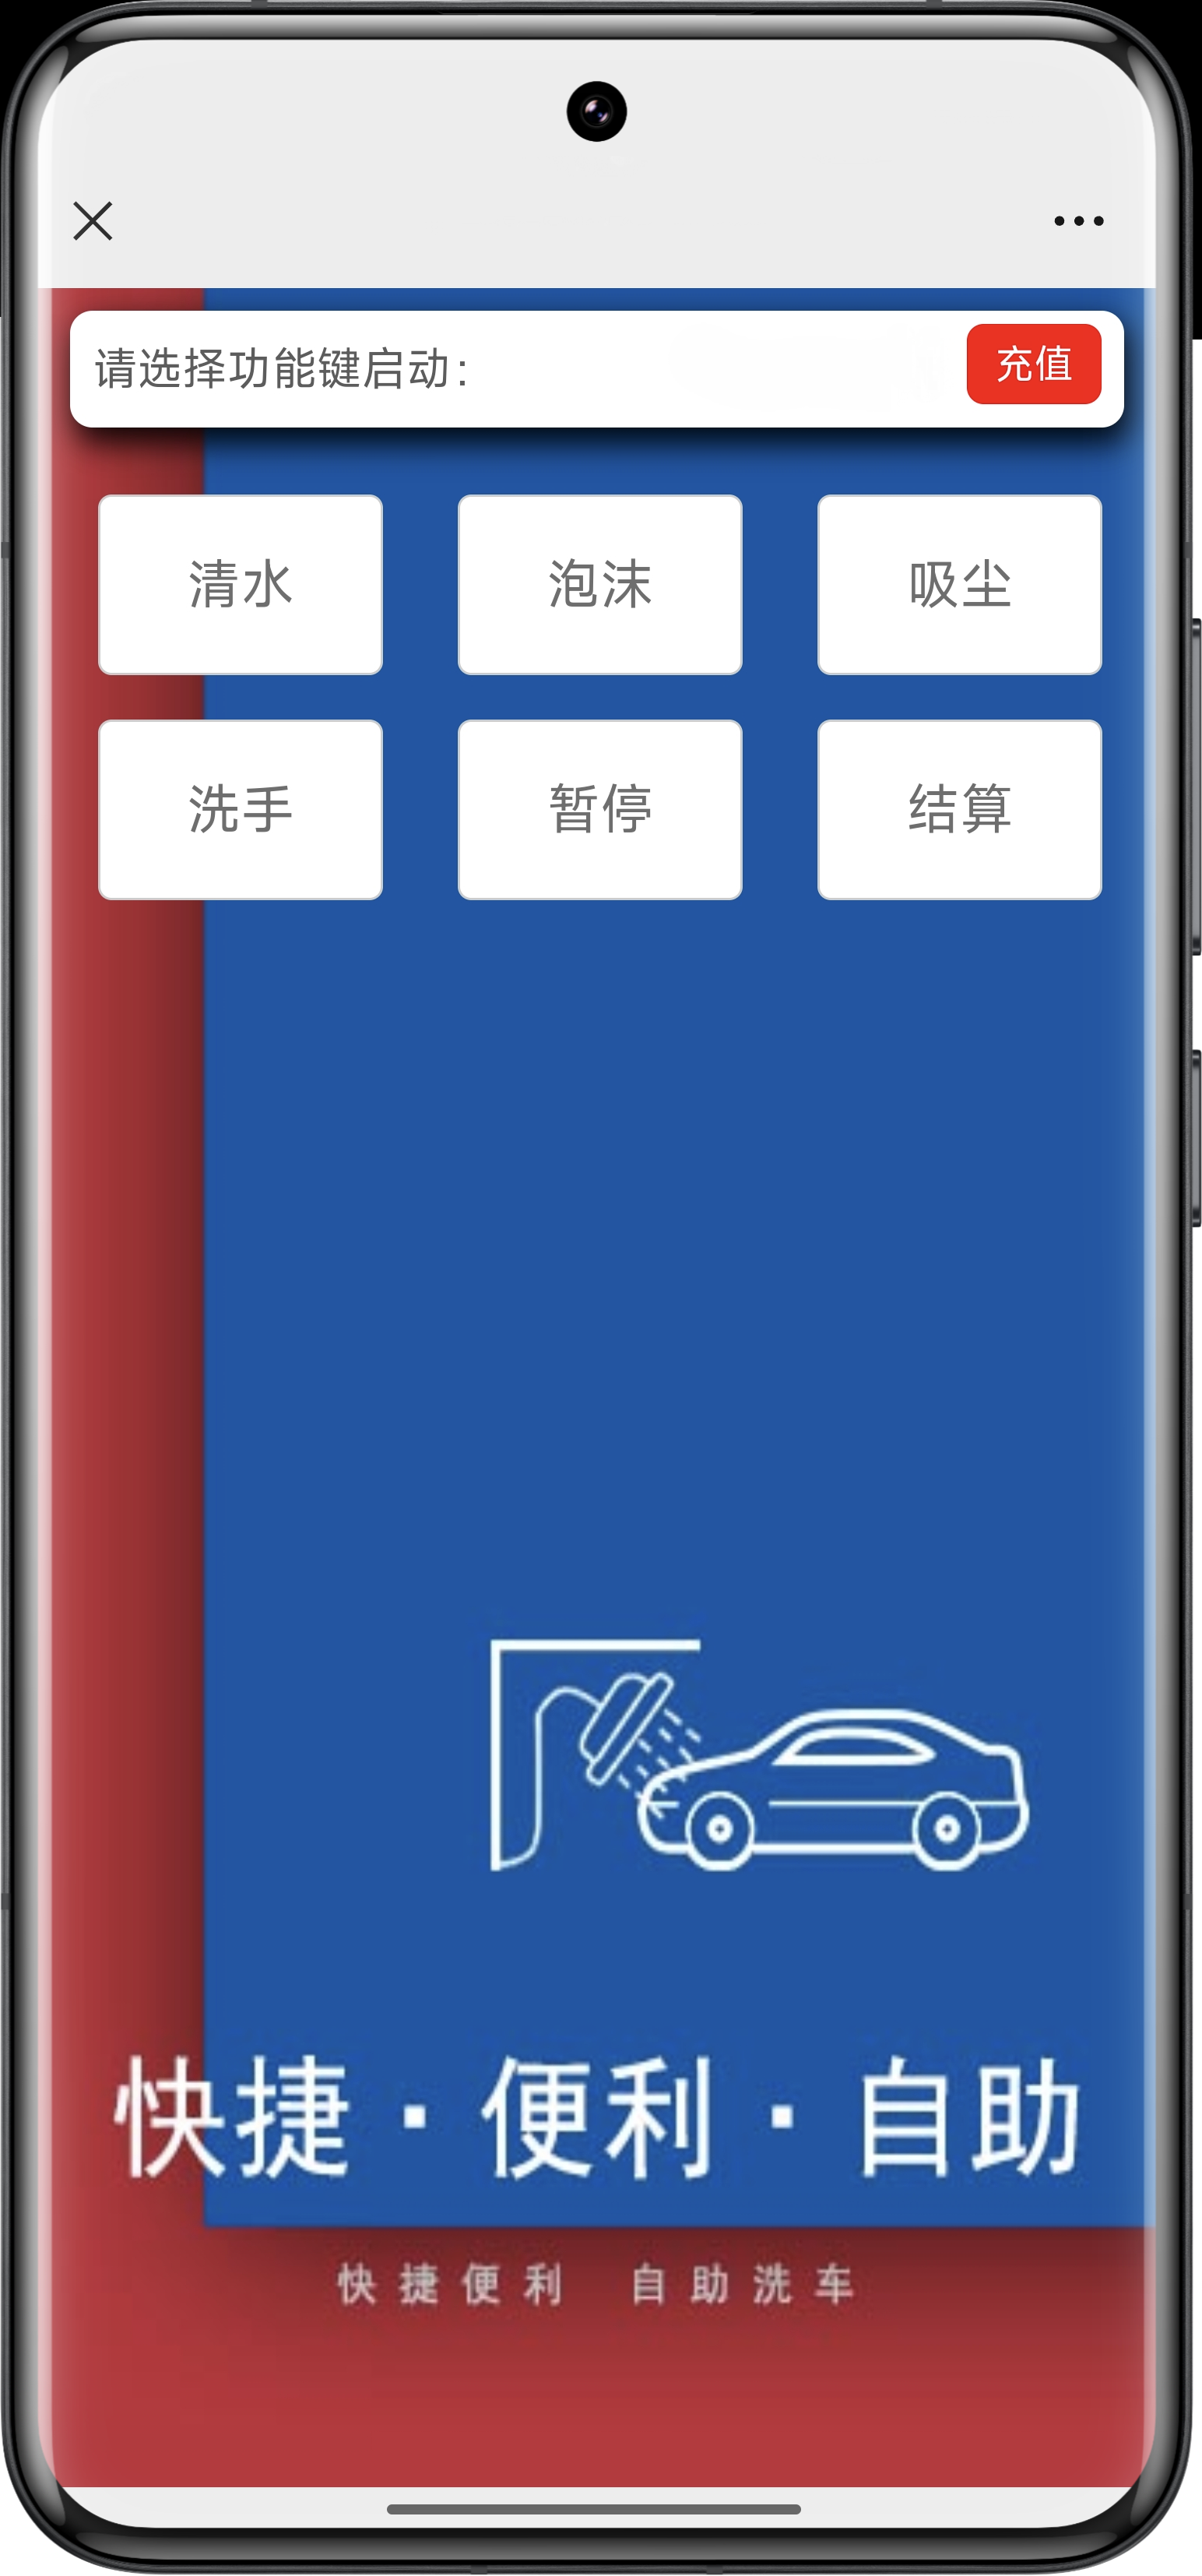 请选择功能键启动：
充值
清水 泡沫 吸尘
洗手 暂停 结算
快捷·便利·自助
快捷便利 自助洗车